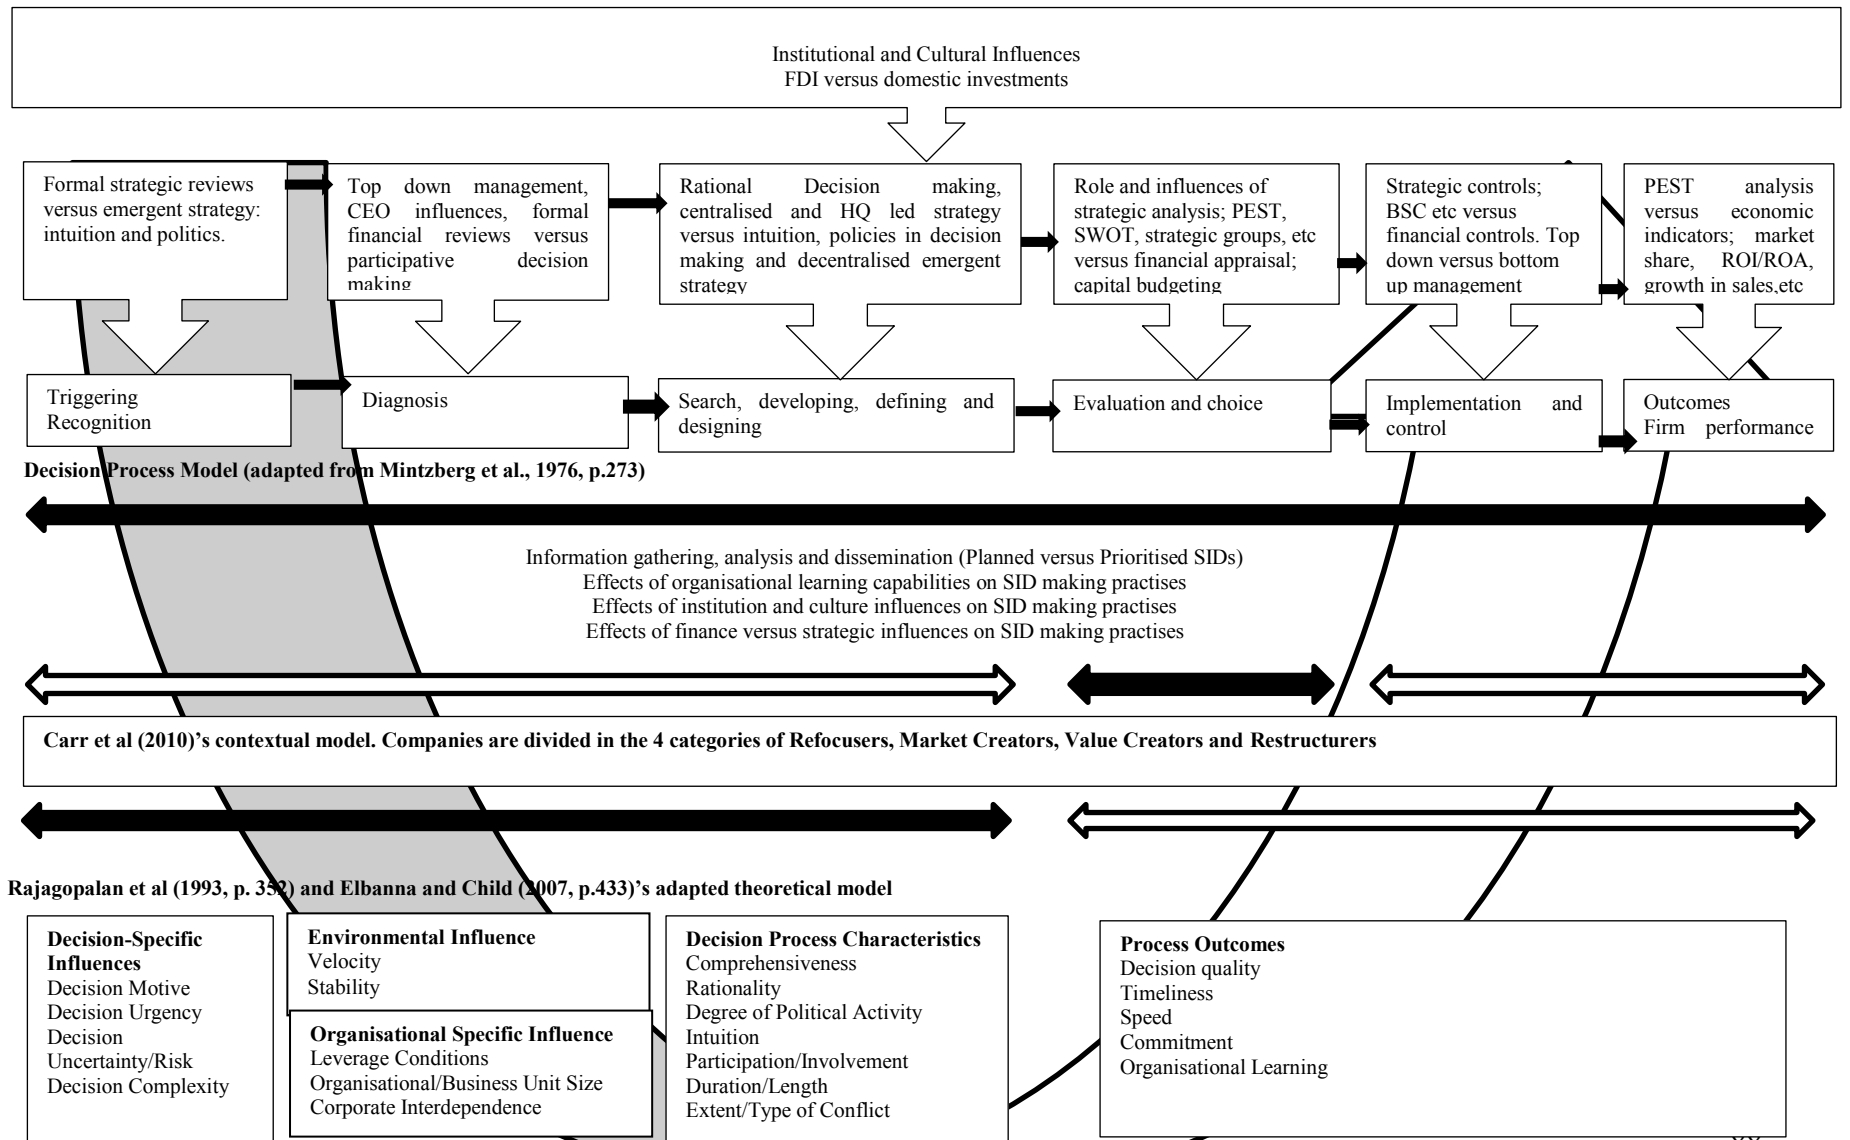 Institutional and Cultural Influences
FDI versus domestic investments
Formal strategic reviews
versus emergent strategy:
intuition and politics.
Top down management,
CEO influences, formal
financial reviews versus
participative decision
making
Rational Decision making,
centralised and HQ led strategy
versus intuition, policies in decision
making and decentralised emergent
strategy
Role and influences of
strategic analysis; PEST,
SWOT, strategic groups, etc
versus financial appraisal;
capital budgeting
Strategic controls;
BSC etc versus
financial controls. Top
down versus bottom
up management
PEST analysis
versus economic
indicators; market
share, ROI/ROA,
growth in sales,etc
Triggering
Recognition
Diagnosis
Search, developing, defining and
designing
Evaluation and choice
Implementation and
control
Outcomes
Firm performance
Decision Process Model (adapted from Mintzberg et al., 1976, p.273)
Information gathering, analysis and dissemination (Planned versus Prioritised SIDs)
Effects of organisational learning capabilities on SID making practises
Effects of institution and culture influences on SID making practises
Effects of finance versus strategic influences on SID making practises
Carr et al (2010)'s contextual model. Companies are divided in the 4 categories of Refocusers, Market Creators, Value Creators and Restructurers
Rajagopalan et al (1993, p. 352) and Elbanna and Child (2007, p.433)'s adapted theoretical model
Decision-Specific
Influences
Decision Motive
Decision Urgency
Decision
Uncertainty/Risk
Decision Complexity
Environmental Influence
Velocity
Stability
Organisational Specific Influence
Leverage Conditions
Organisational/Business Unit Size
Corporate Interdependence
Decision Process Characteristics
Comprehensiveness
Rationality
Degree of Political Activity
Intuition
Participation/Involvement
Duration/Length
Extent/Type of Conflict
Process Outcomes
Decision quality
Timeliness
Speed
Commitment
Organisational Learning